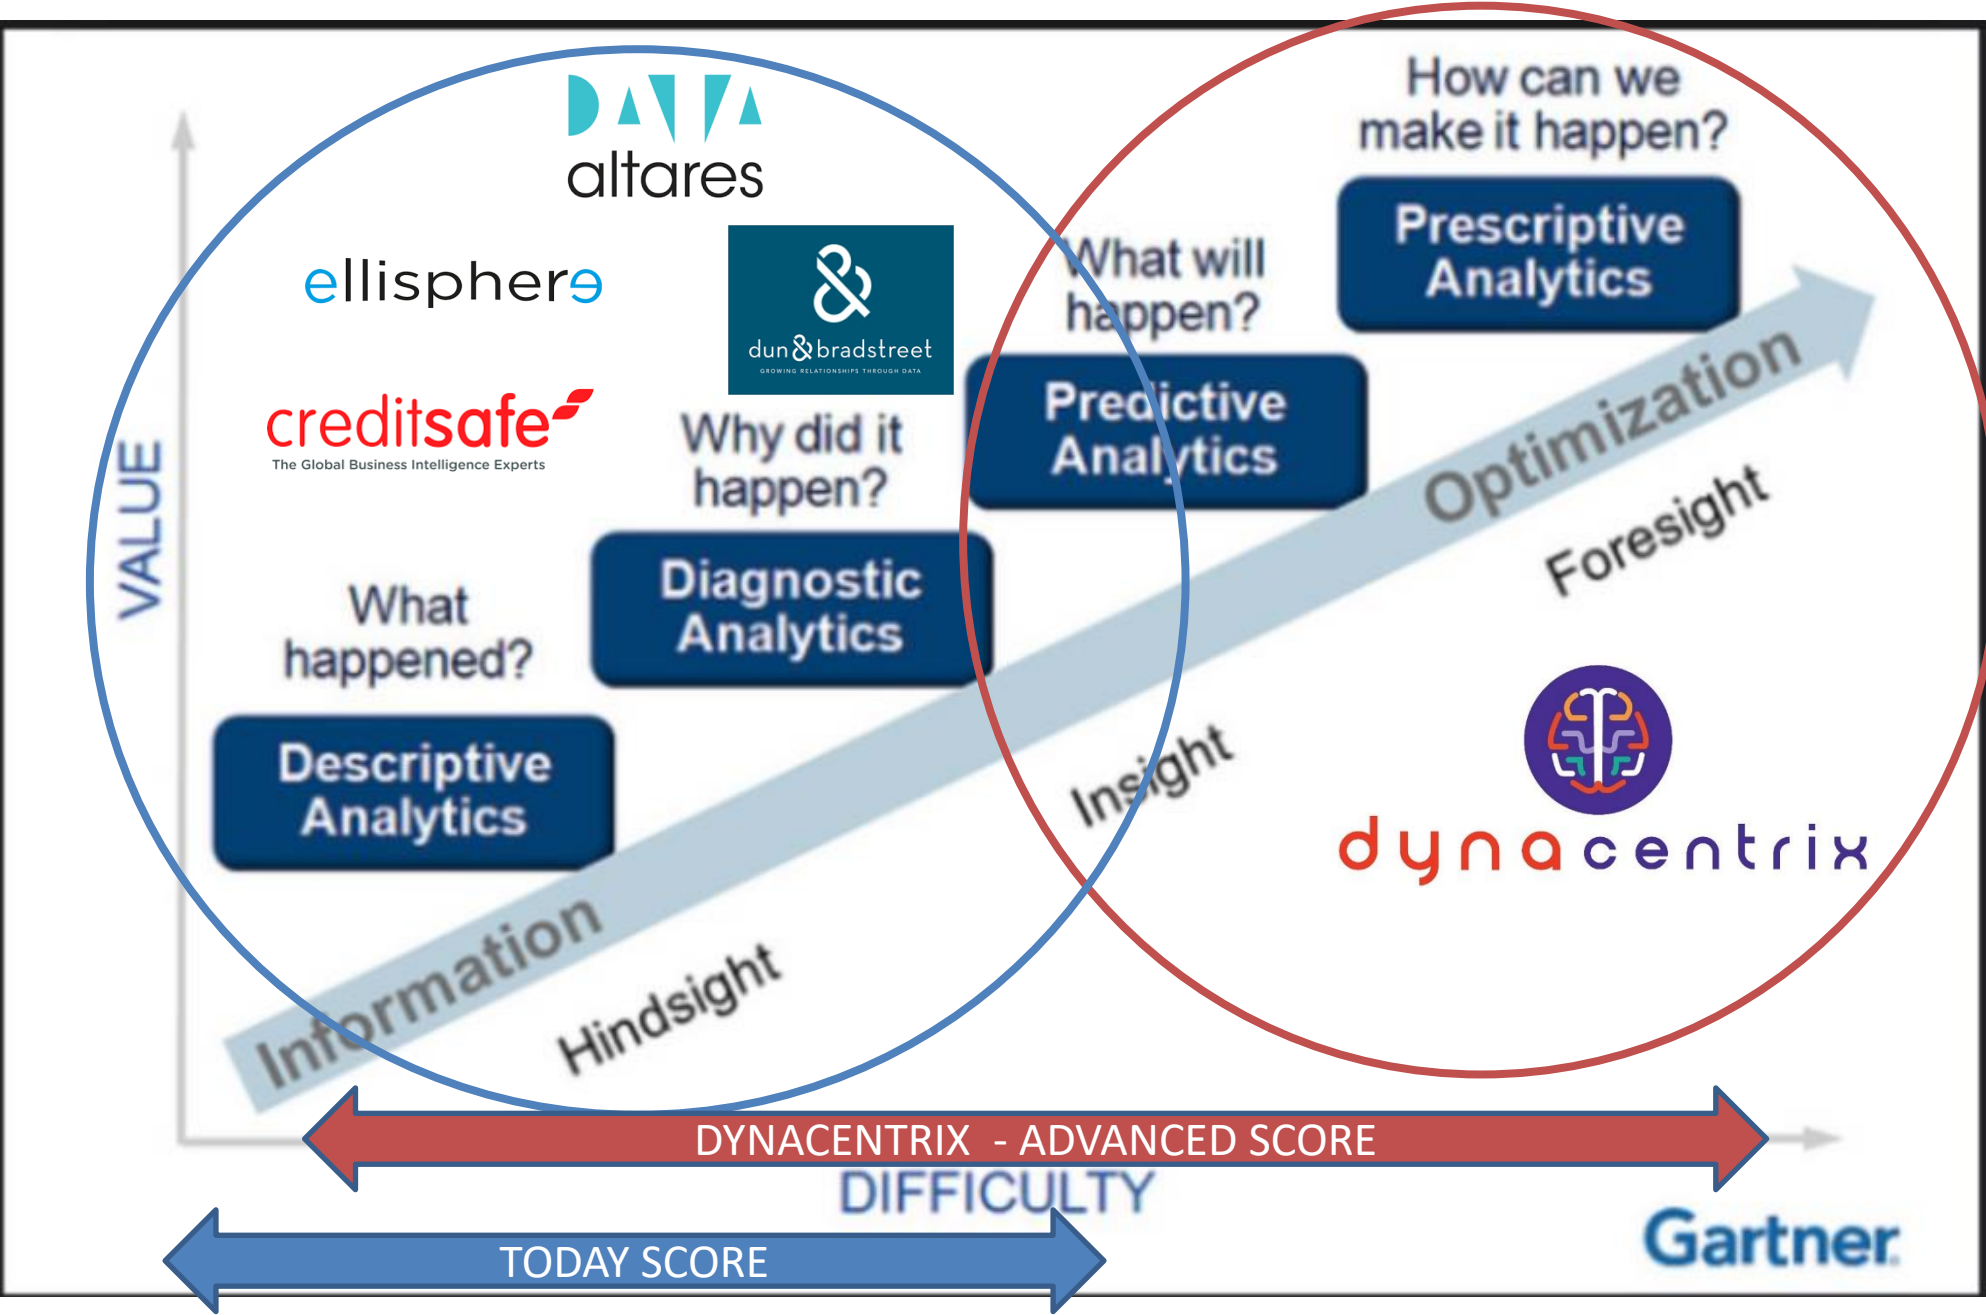 DATA
altares
ellisphere
dun & bradstreet
GROWING RELATIONSHIPS THROUGH DATA
creditsafe
The Global Business Intelligence Experts
How can we
make it happen?
Prescriptive
Analytics
What will
happen?
Predictive
Analytics
Why did it
happen?
Diagnostic
Analytics
What
happened?
Descriptive
Analytics
VALUE
Information
Optimization
Hindsight
Insight
Foresight
dynacentrix
DYNACENTRIX - ADVANCED SCORE
DIFFICULTY
TODAY SCORE
Gartner